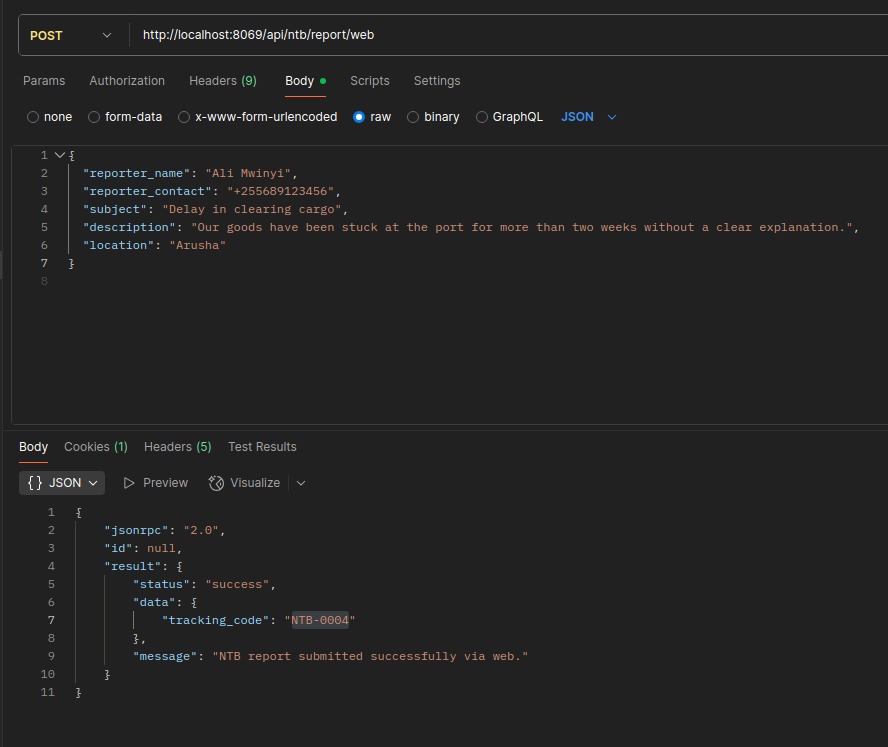 POST http://localhost:8069/api/ntb/report/web
Params Authorization Headers (9) Body Scripts Settings
none form-data x-www-form-urlencoded raw binary GraphQL JSON
1 {
2 "reporter_name": "Ali Mwinyi",
3 "reporter_contact": "+255689123456",
4 "subject": "Delay in clearing cargo",
5 "description": "Our goods have been stuck at the port for more than two weeks without a clear explanation.",
6 "location": "Arusha"
7 }
8
Body Cookies (1) Headers (5) Test Results
{} JSON Preview Visualize
1 {
2 "jsonrpc": "2.0",
3 "id": null,
4 "result": {
5 "status": "success",
6 "data": {
7 "tracking_code": "NTB-0004"
8 },
9 "message": "NTB report submitted successfully via web."
10 }
11 }